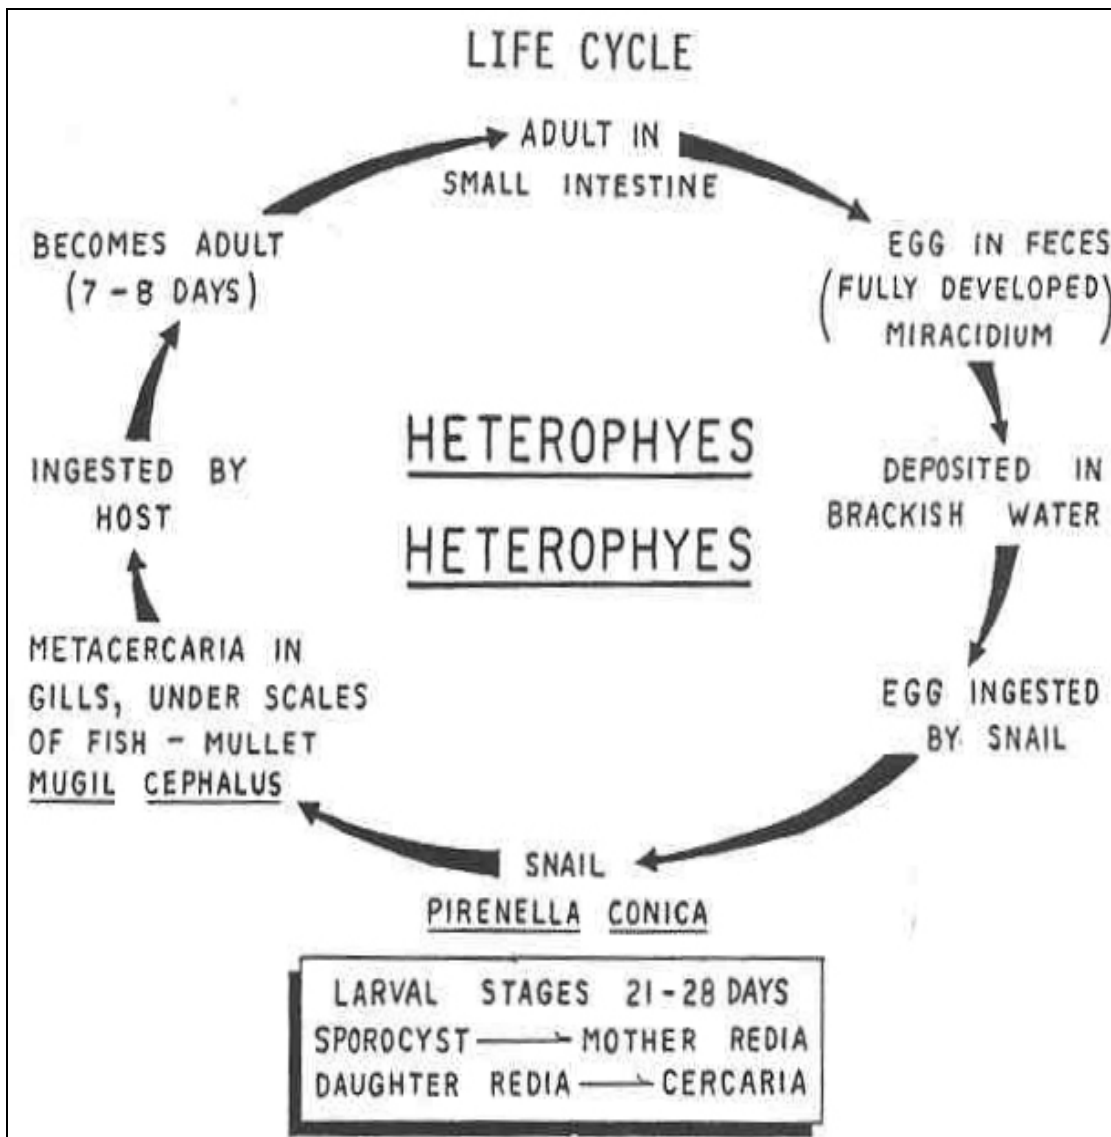 LIFE CYCLE
ADULT IN
SMALL INTESTINE
EGG IN FECES
(FULLY DEVELOPED)
MIRACIDIUM
DEPOSITED IN
BRACKISH WATER
EGG INGESTED
BY SNAIL
SNAIL
PIRENELLA CONICA
LARVAL STAGES 21-28 DAYS
SPOROCYST → MOTHER REDIA
DAUGHTER REDIA → CERCARIA
METACERCARIA IN
GILLS, UNDER SCALES
OF FISH - MULLET
MUGIL CEPHALUS
INGESTED BY
HOST
BECOMES ADULT
(7-8 DAYS)
HETEROPHYES
HETEROPHYES